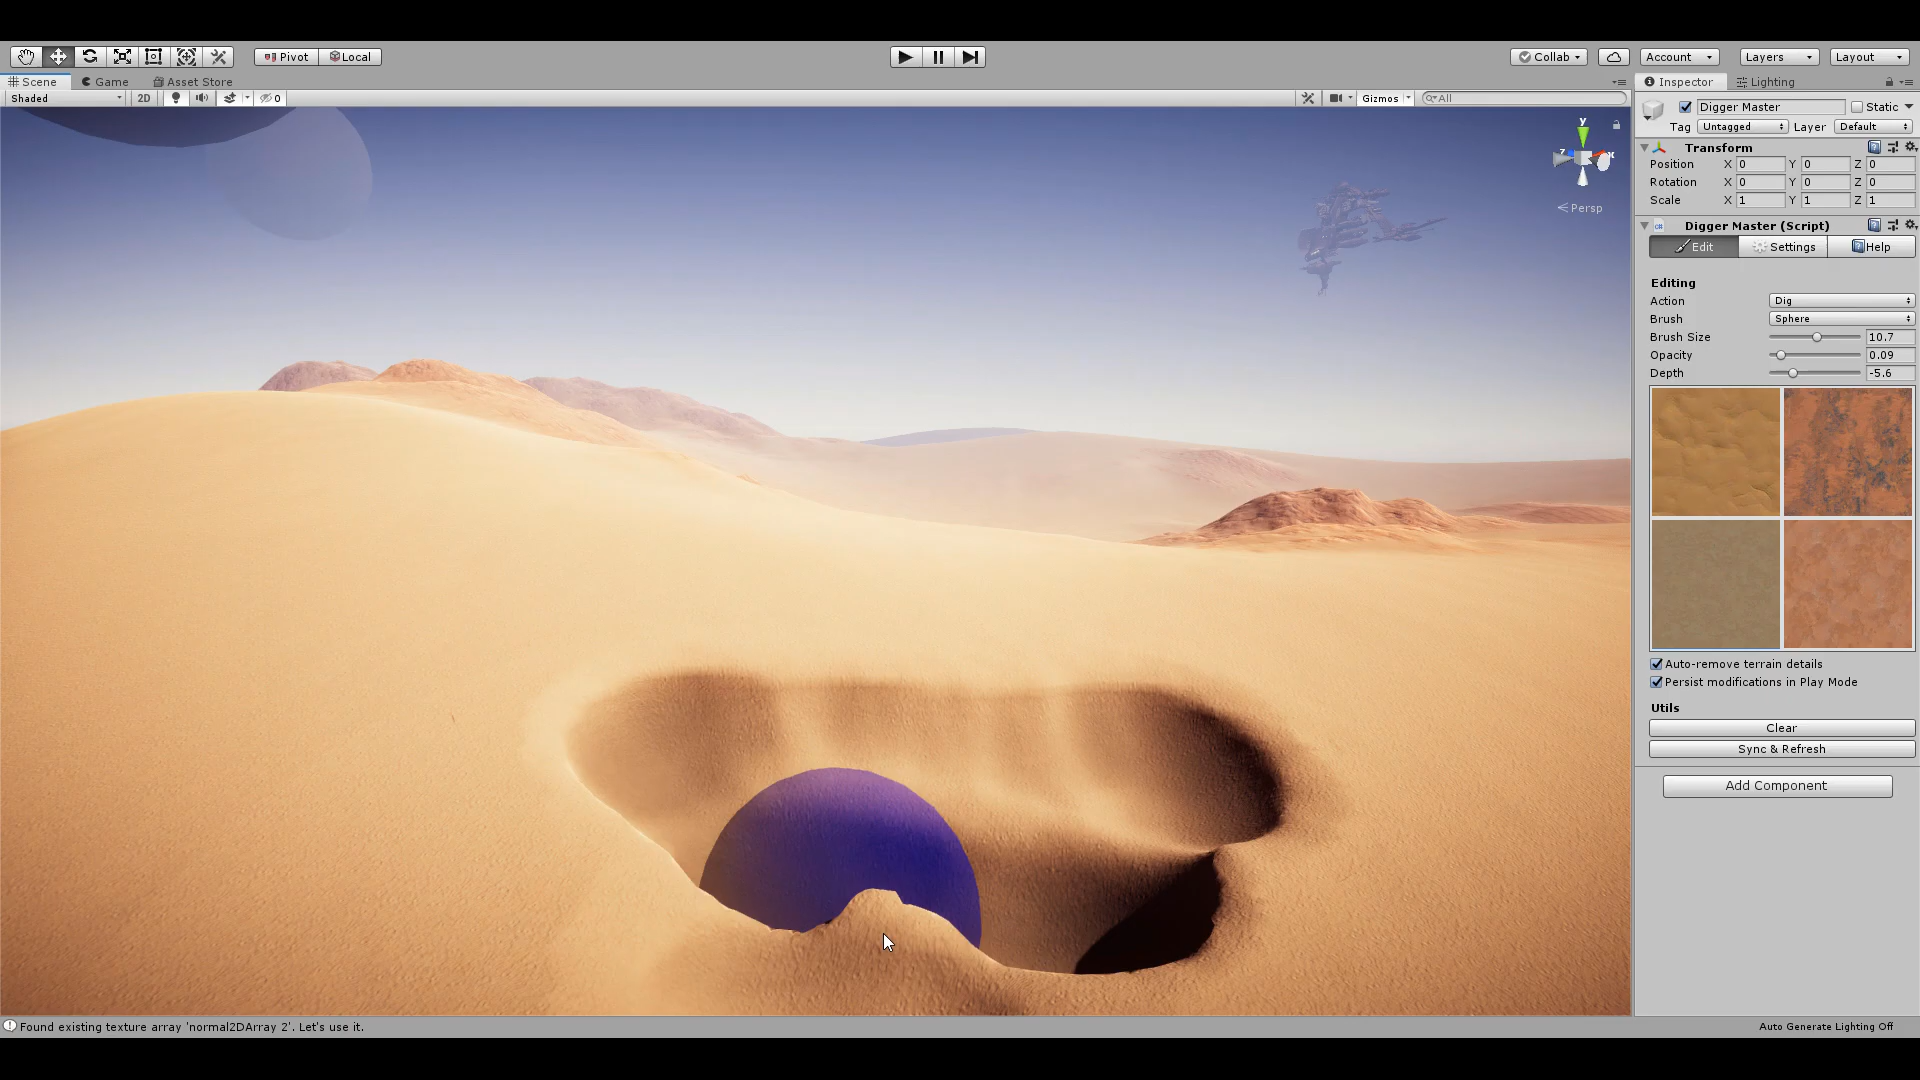 Pivot Local Collab Account Layers Layout
Scene Game Asset Store Inspector Lighting
Shaded 2D 0 Gizmos All
Digger Master Static
Tag Untagged Layer Default
y
z x
Persp
Transform
Position X 0 Y 0 Z 0
Rotation X 0 Y 0 Z 0
Scale X 1 Y 1 Z 1
Digger Master (Script)
Edit Settings Help
Editing
Action Dig
Brush Sphere
Brush Size 10.7
Opacity 0.09
Depth -5.6
Auto-remove terrain details
Persist modifications in Play Mode
Utils
Clear
Sync & Refresh
Add Component
Found existing texture array 'normal2DArray 2'. Let's use it. Auto Generate Lighting Off